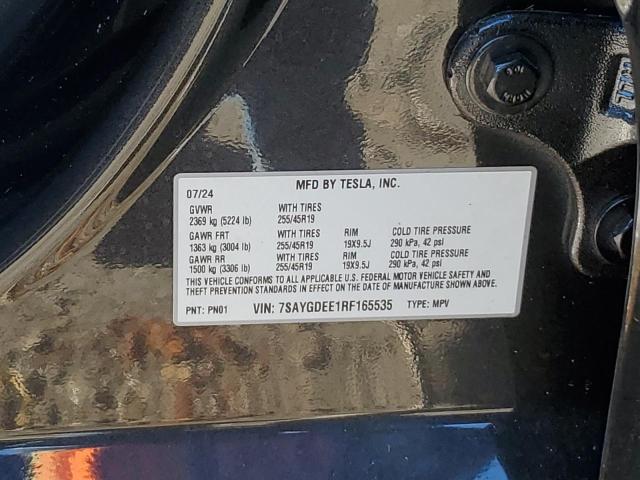 MFD BY TESLA, INC.
07/24
GVWR WITH TIRES
2369 kg (5224 lb) 255/45R19
GAWR FRT WITH TIRES RIM COLD TIRE PRESSURE
1363 kg (3004 lb) 255/45R19 19X9.5J 290 kPa, 42 psi
GAWR RR WITH TIRES RIM COLD TIRE PRESSURE
1500 kg (3306 lb) 255/45R19 19X9.5J 290 kPa, 42 psi
THIS VEHICLE CONFORMS TO ALL APPLICABLE U.S. FEDERAL MOTOR VEHICLE SAFETY AND
THEFT PREVENTION STANDARDS IN EFFECT ON THE DATE OF MANUFACTURE SHOWN ABOVE.
PNT: PN01 VIN: 7SAYGDEE1RF165535 TYPE: MPV